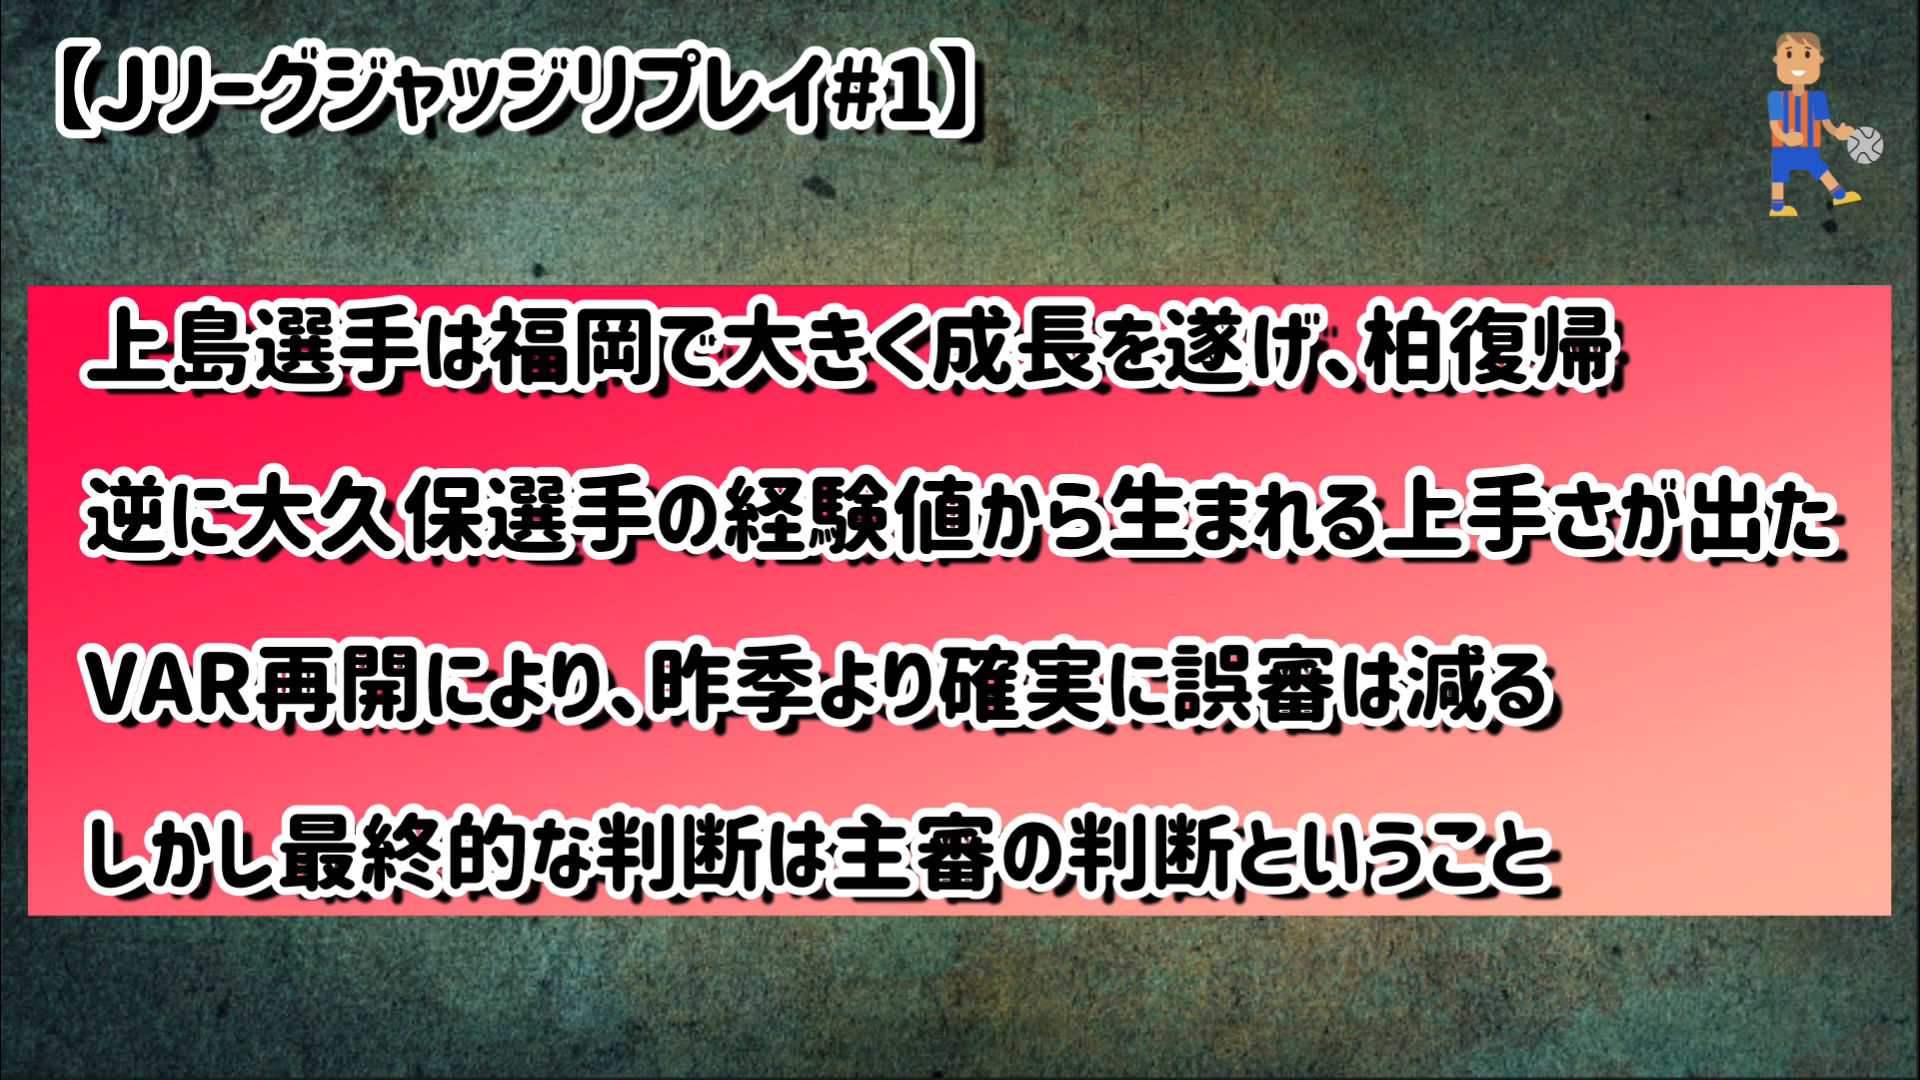 【Jリーグジャッジリプレイ#1】
上島選手は福岡で大きく成長を遂げ、柏復帰
逆に大久保選手の経験値から生まれる上手さが出た
VAR再開により、昨季より確実に誤審は減る
しかし最終的な判断は主審の判断ということ